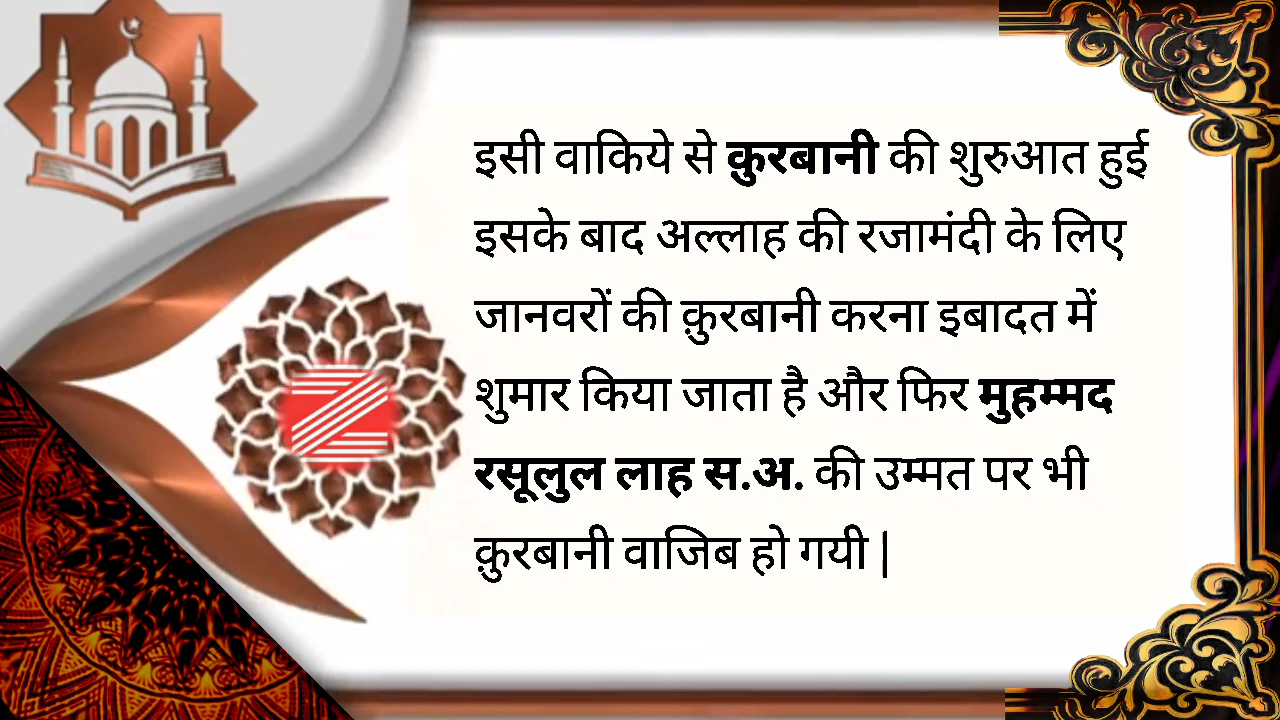 इसी वाकिये से क़ुरबानी की शुरुआत हुई
इसके बाद अल्लाह की रजामंदी के लिए
जानवरों की क़ुरबानी करना इबादत में
शुमार किया जाता है और फिर मुहम्मद
रसूलुल लाह स.अ. की उम्मत पर भी
क़ुरबानी वाजिब हो गयी |